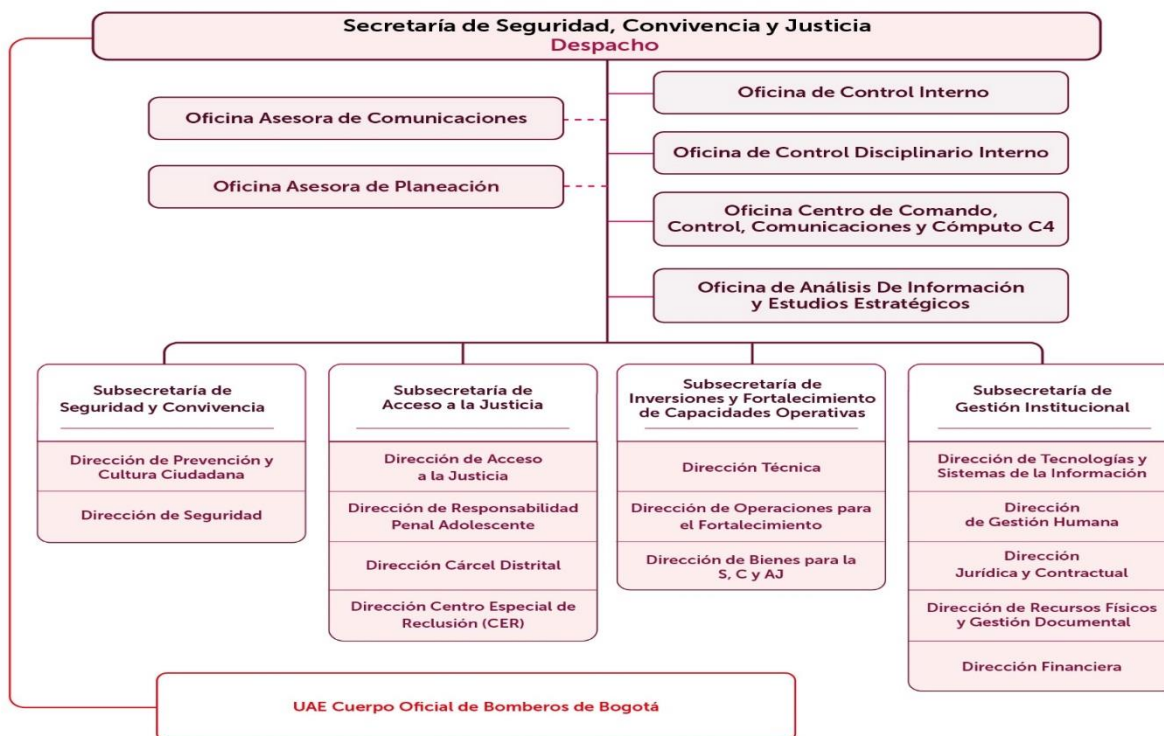 Secretaría de Seguridad, Convivencia y Justicia
Despacho
Oficina Asesora de Comunicaciones
Oficina Asesora de Planeación
Oficina de Control Interno
Oficina de Control Disciplinario Interno
Oficina Centro de Comando,
Control, Comunicaciones y Cómputo C4
Oficina de Análisis De Información
y Estudios Estratégicos
Subsecretaría de
Seguridad y Convivencia
Dirección de Prevención y
Cultura Ciudadana
Dirección de Seguridad
Subsecretaría de
Acceso a la Justicia
Dirección de Acceso
a la Justicia
Dirección de Responsabilidad
Penal Adolescente
Dirección Cárcel Distrital
Dirección Centro Especial de
Reclusión (CER)
Subsecretaría de
Inversiones y Fortalecimiento
de Capacidades Operativas
Dirección Técnica
Dirección de Operaciones para
el Fortalecimiento
Dirección de Bienes para la
S, C y AJ
Subsecretaría de
Gestión Institucional
Dirección de Tecnologías y
Sistemas de la Información
Dirección
de Gestión Humana
Dirección
Jurídica y Contractual
Dirección de Recursos Físicos
y Gestión Documental
Dirección Financiera
UAE Cuerpo Oficial de Bomberos de Bogotá